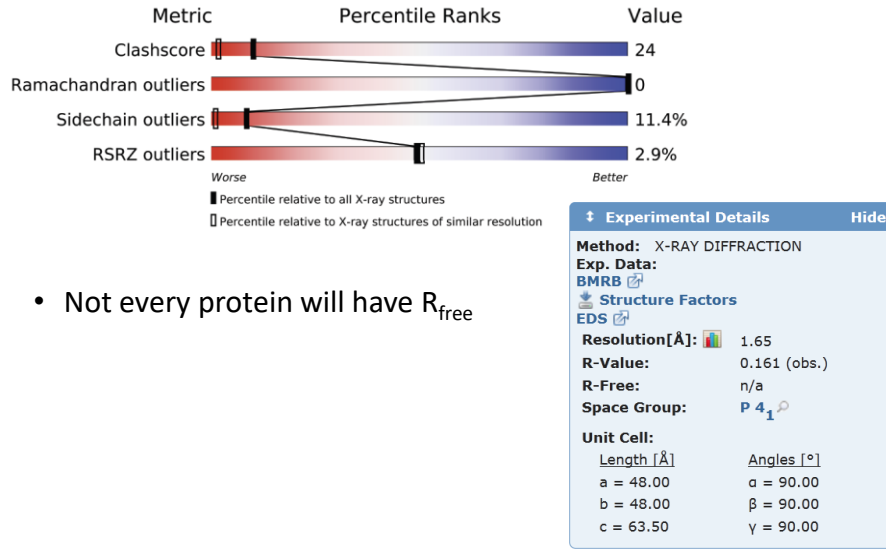 Metric Percentile Ranks Value
Clashscore 24
Ramachandran outliers 0
Sidechain outliers 11.4%
RSRZ outliers 2.9%
Worse Better
Percentile relative to all X-ray structures
Percentile relative to X-ray structures of similar resolution
• Not every protein will have Rfree
Experimental Details Hide
Method: X-RAY DIFFRACTION
Exp. Data:
BMRB
Structure Factors
EDS
Resolution[Å]: 1.65
R-Value: 0.161 (obs.)
R-Free: n/a
Space Group: P 41
Unit Cell:
Length [Å] Angles [°]
a = 48.00 α = 90.00
b = 48.00 β = 90.00
c = 63.50 γ = 90.00